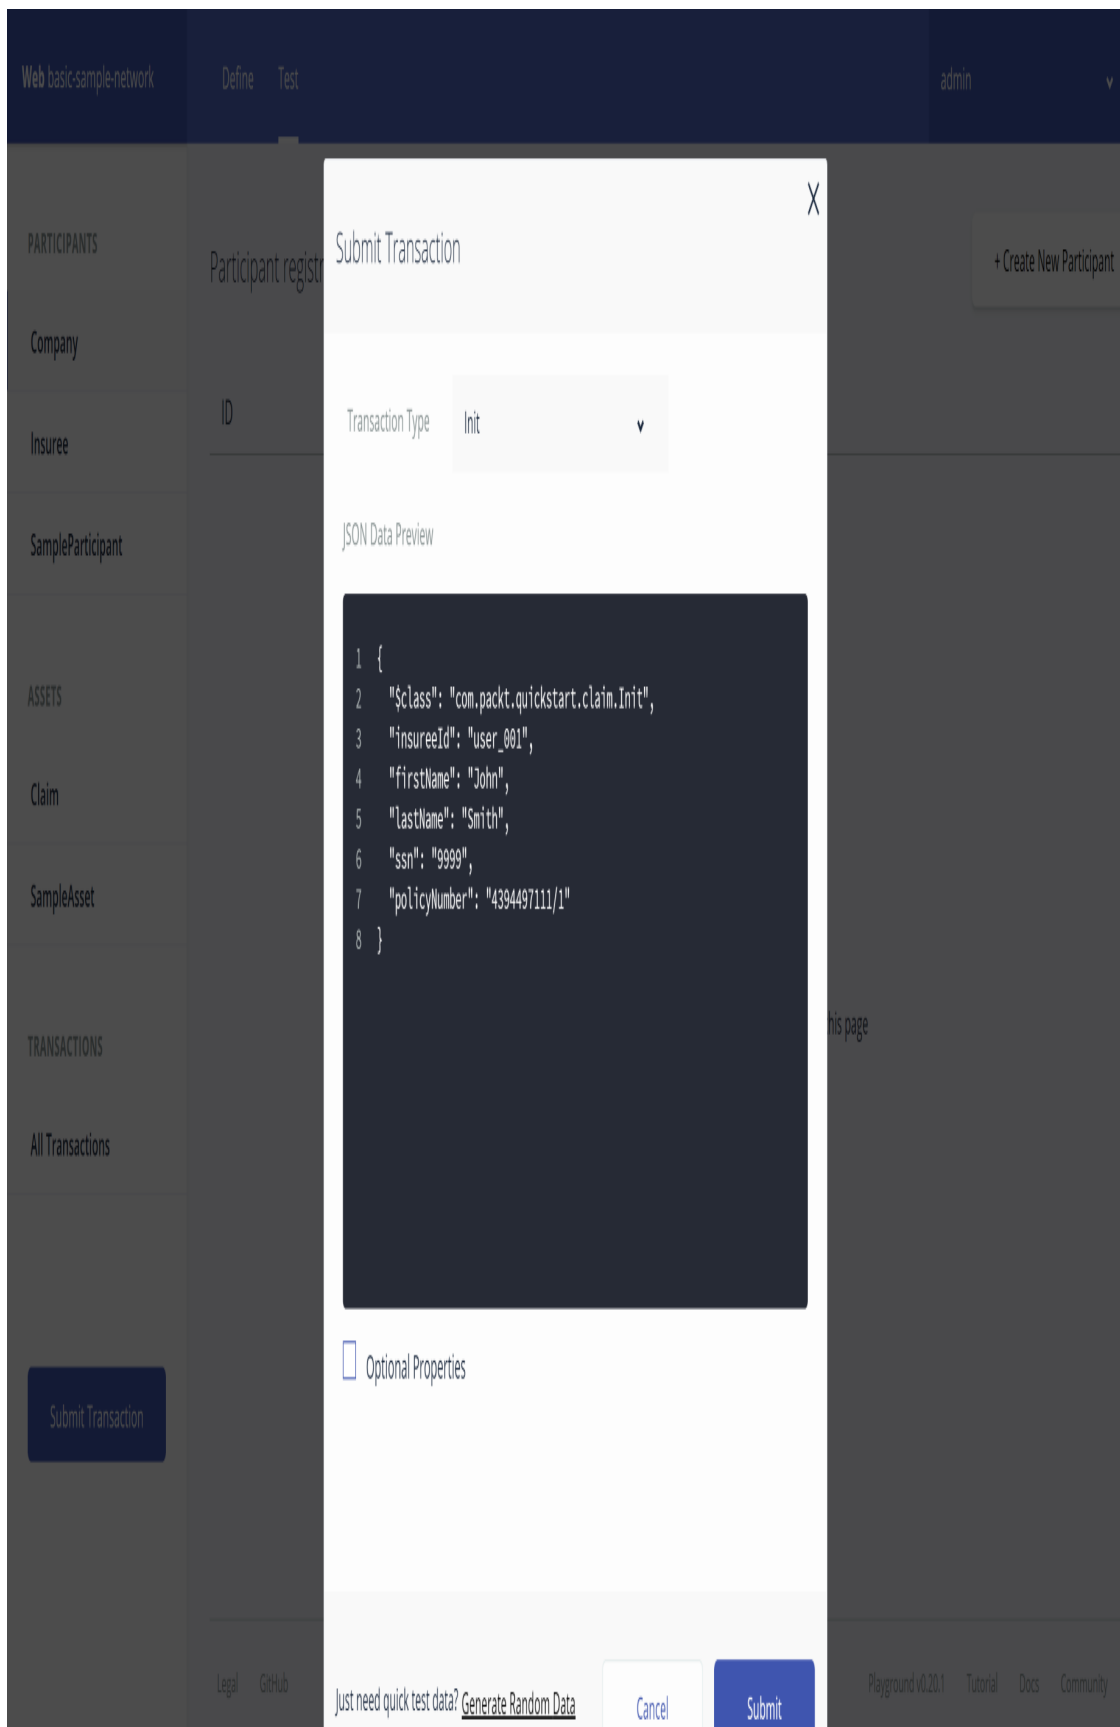 Web basic-sample-network
Define Test
admin
PARTICIPANTS
Company
Insuree
SampleParticipant
ASSETS
Claim
SampleAsset
TRANSACTIONS
All Transactions
Submit Transaction
Participant registr
+ Create New Participant
ID
his page
Submit Transaction
X
Transaction Type Init
JSON Data Preview
1 {
2 "$class": "com.packt.quickstart.claim.Init",
3 "insureeId": "user_001",
4 "firstName": "John",
5 "lastName": "Smith",
6 "ssn": "9999",
7 "policyNumber": "4394497111/1"
8 }
Optional Properties
Just need quick test data? Generate Random Data
Cancel
Submit
Legal GitHub
Playground v0.20.1 Tutorial Docs Community